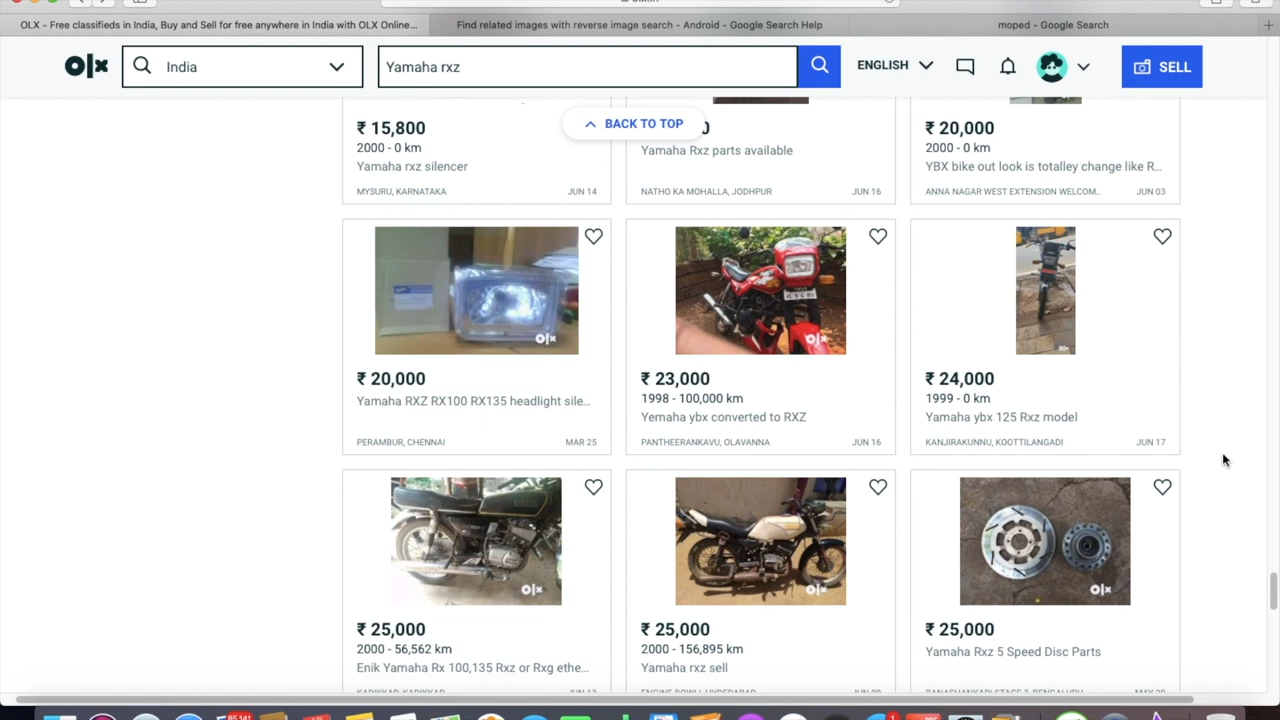 OLX - Free classifieds in India, Buy and Sell for free anywhere in India with OLX Online...
Find related images with reverse image search - Android - Google Search Help
moped - Google Search
olx
India
Yamaha rxz
ENGLISH
SELL
BACK TO TOP
₹ 15,800
2000 - 0 km
Yamaha rxz silencer
MYSURU, KARNATAKA
JUN 14
Yamaha Rxz parts available
NATHO KA MOHALLA, JODHPUR
JUN 16
₹ 20,000
2000 - 0 km
YBX bike out look is totalley change like R...
ANNA NAGAR WEST EXTENSION WELCOM...
JUN 03
olx
₹ 20,000
Yamaha RXZ RX100 RX135 headlight sile...
PERAMBUR, CHENNAI
MAR 25
olx
₹ 23,000
1998 - 100,000 km
Yemaha ybx converted to RXZ
PANTHEERANKAVU, OLAVANNA
JUN 16
olx
₹ 24,000
1999 - 0 km
Yamaha ybx 125 Rxz model
KANJIRAKUNNU, KOOTTILANGADI
JUN 17
olx
₹ 25,000
2000 - 56,562 km
Enik Yamaha Rx 100,135 Rxz or Rxg ethe...
olx
₹ 25,000
2000 - 156,895 km
Yamaha rxz sell
olx
₹ 25,000
Yamaha Rxz 5 Speed Disc Parts